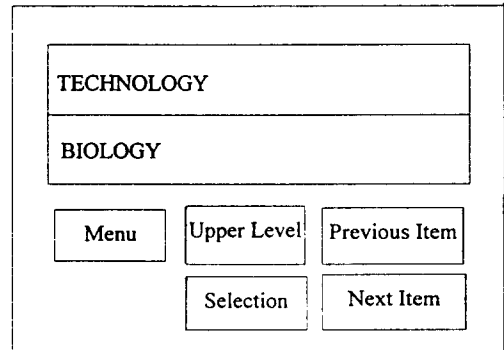 TECHNOLOGY
BIOLOGY
Menu
Upper Level
Previous Item
Selection
Next Item